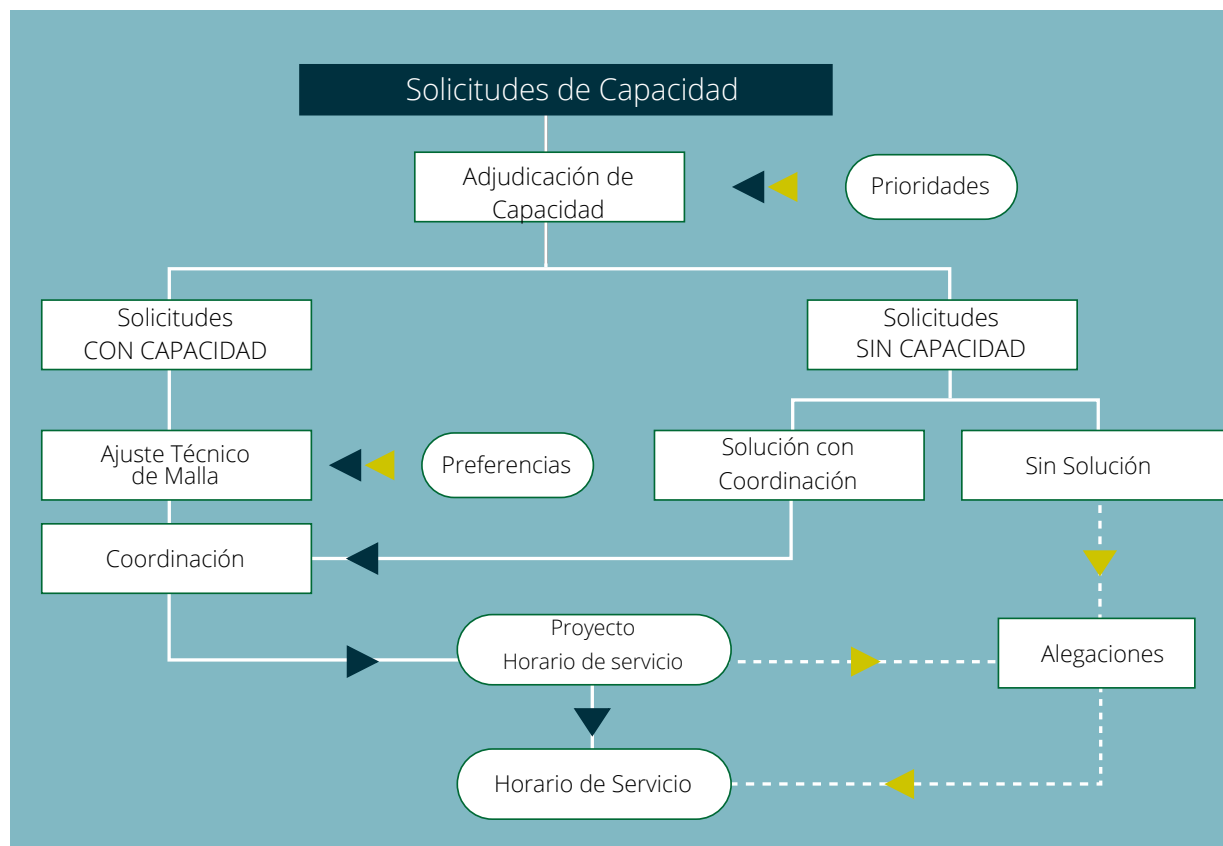 Solicitudes de Capacidad
Adjudicación de
Capacidad
Prioridades
Solicitudes
CON CAPACIDAD
Solicitudes
SIN CAPACIDAD
Ajuste Técnico
de Malla
Preferencias
Solución con
Coordinación
Sin Solución
Coordinación
Proyecto
Horario de servicio
Alegaciones
Horario de Servicio